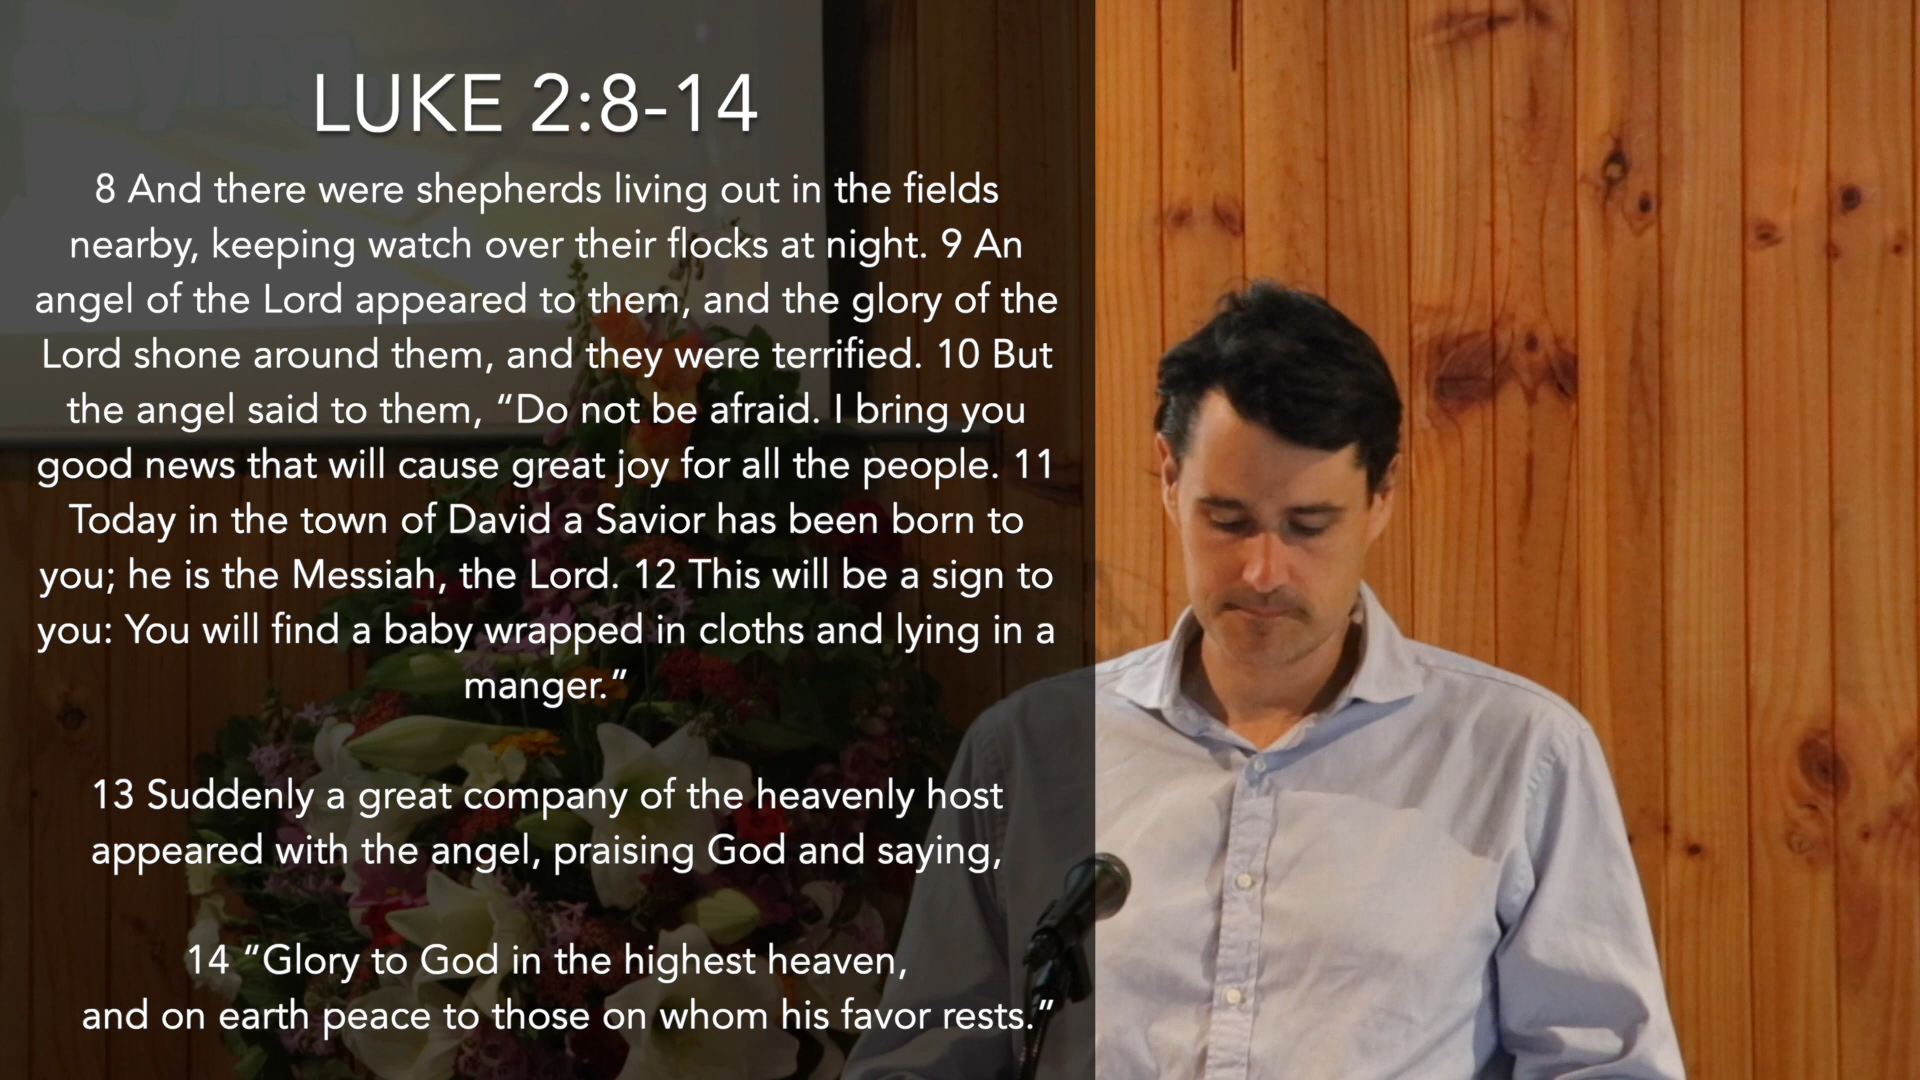 saying
LUKE 2:8-14
8 And there were shepherds living out in the fields
nearby, keeping watch over their flocks at night. 9 An
angel of the Lord appeared to them, and the glory of the
Lord shone around them, and they were terrified. 10 But
the angel said to them, “Do not be afraid. I bring you
good news that will cause great joy for all the people. 11
Today in the town of David a Savior has been born to
you; he is the Messiah, the Lord. 12 This will be a sign to
you: You will find a baby wrapped in cloths and lying in a
manger.”
13 Suddenly a great company of the heavenly host
appeared with the angel, praising God and saying,
14 “Glory to God in the highest heaven,
and on earth peace to those on whom his favor rests.”